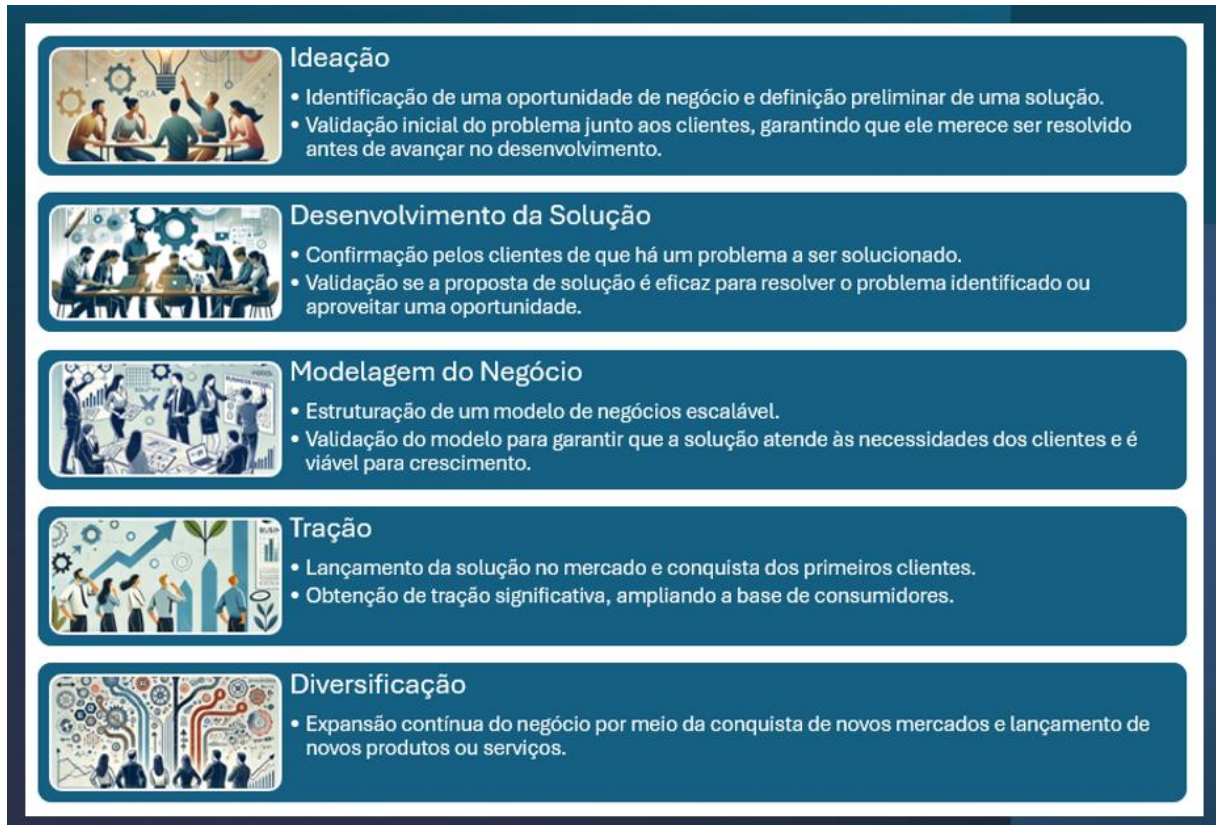 IDEA
Ideação
• Identificação de uma oportunidade de negócio e definição preliminar de uma solução.
• Validação inicial do problema junto aos clientes, garantindo que ele merece ser resolvido
antes de avançar no desenvolvimento.
Desenvolvimento da Solução
• Confirmação pelos clientes de que há um problema a ser solucionado.
• Validação se a proposta de solução é eficaz para resolver o problema identificado ou
aproveitar uma oportunidade.
BUSINESS MODEL
Modelagem do Negócio
• Estruturação de um modelo de negócios escalável.
• Validação do modelo para garantir que a solução atende às necessidades dos clientes e é
viável para crescimento.
BUSIN
Tração
• Lançamento da solução no mercado e conquista dos primeiros clientes.
• Obtenção de tração significativa, ampliando a base de consumidores.
Diversificação
• Expansão contínua do negócio por meio da conquista de novos mercados e lançamento de
novos produtos ou serviços.